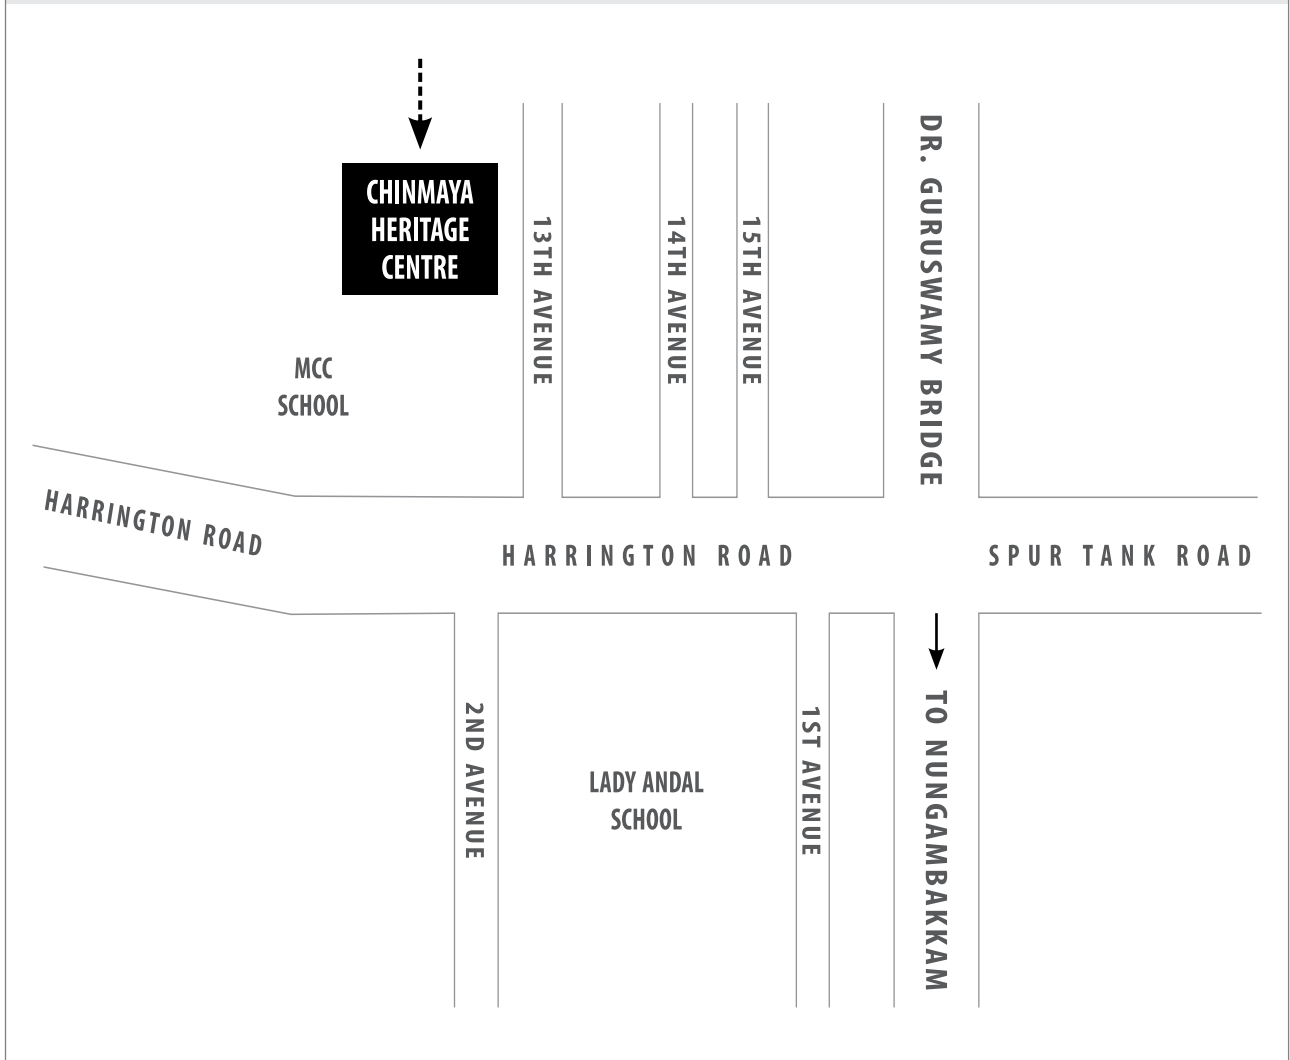 CHINMAYA
HERITAGE
CENTRE
13TH AVENUE
14TH AVENUE
15TH AVENUE
DR. GURUSWAMY BRIDGE
MCC
SCHOOL
HARRINGTON ROAD
HARRINGTON ROAD
SPUR TANK ROAD
2ND AVENUE
LADY ANDAL
SCHOOL
1ST AVENUE
TO NUNGAMBAKKAM